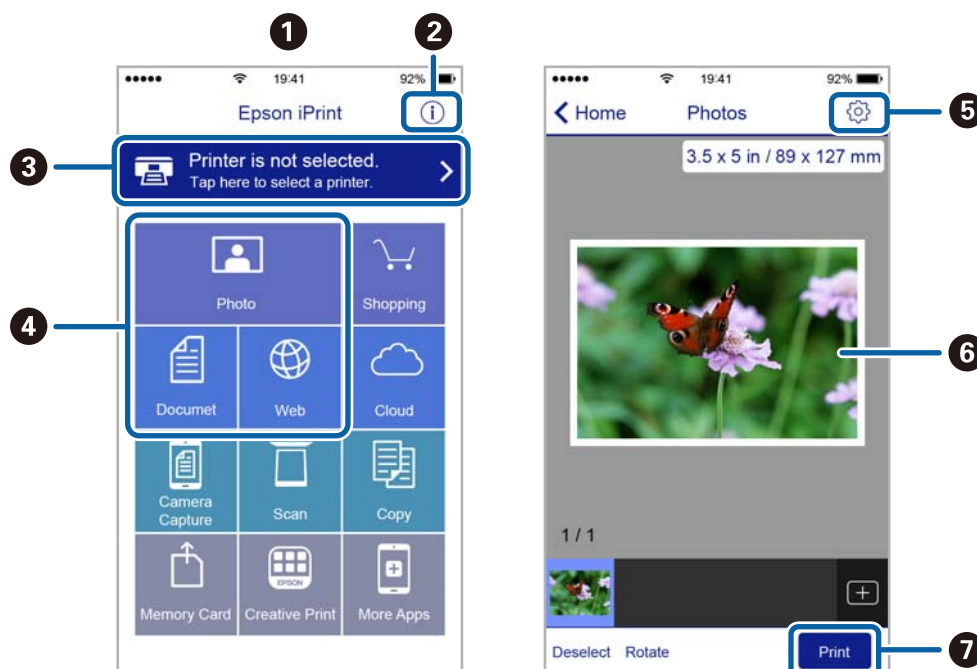 1
2
19:41
92%
Epson iPrint
3
Printer is not selected.
Tap here to select a printer.
4
Photo
Shopping
Documet
Web
Cloud
Camera
Capture
Scan
Copy
EPSON
Memory Card
Creative Print
More Apps
19:41
92%
Home
Photos
5
3.5 x 5 in / 89 x 127 mm
6
1 / 1
Deselect
Rotate
Print
7